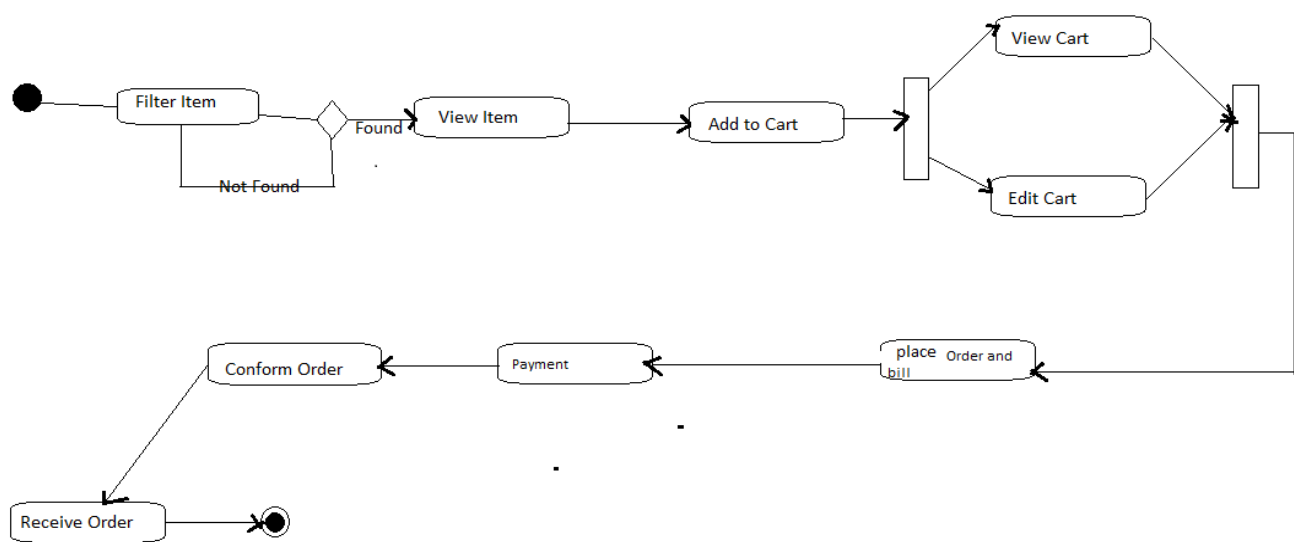 Filter Item
Found
Not Found
View Item
Add to Cart
View Cart
Edit Cart
place Order and
bill
Payment
Conform Order
Receive Order